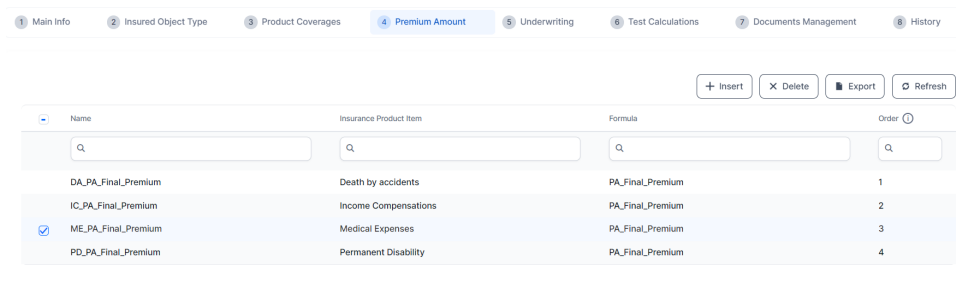 1 Main Info 2 Insured Object Type 3 Product Coverages 4 Premium Amount 5 Underwriting 6 Test Calculations 7 Documents Management 8 History
Insert Delete Export Refresh
Name Insurance Product Item Formula Order
DA_PA_Final_Premium Death by accidents PA_Final_Premium 1
IC_PA_Final_Premium Income Compensations PA_Final_Premium 2
ME_PA_Final_Premium Medical Expenses PA_Final_Premium 3
PD_PA_Final_Premium Permanent Disability PA_Final_Premium 4